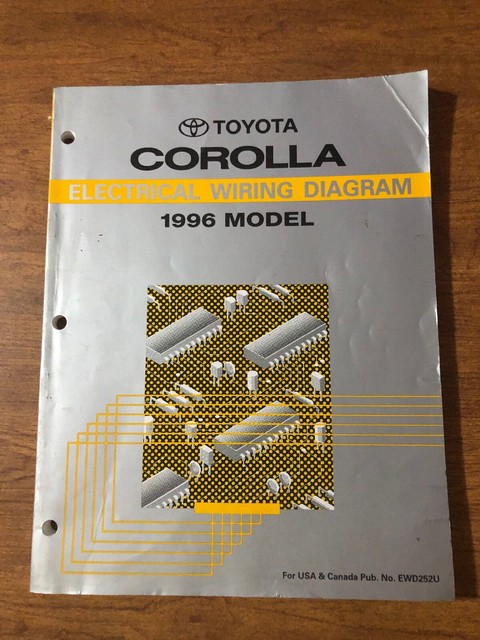 TOYOTA
COROLLA
ELECTRICAL WIRING DIAGRAM
1996 MODEL
For USA & Canada Pub. No. EWD252U